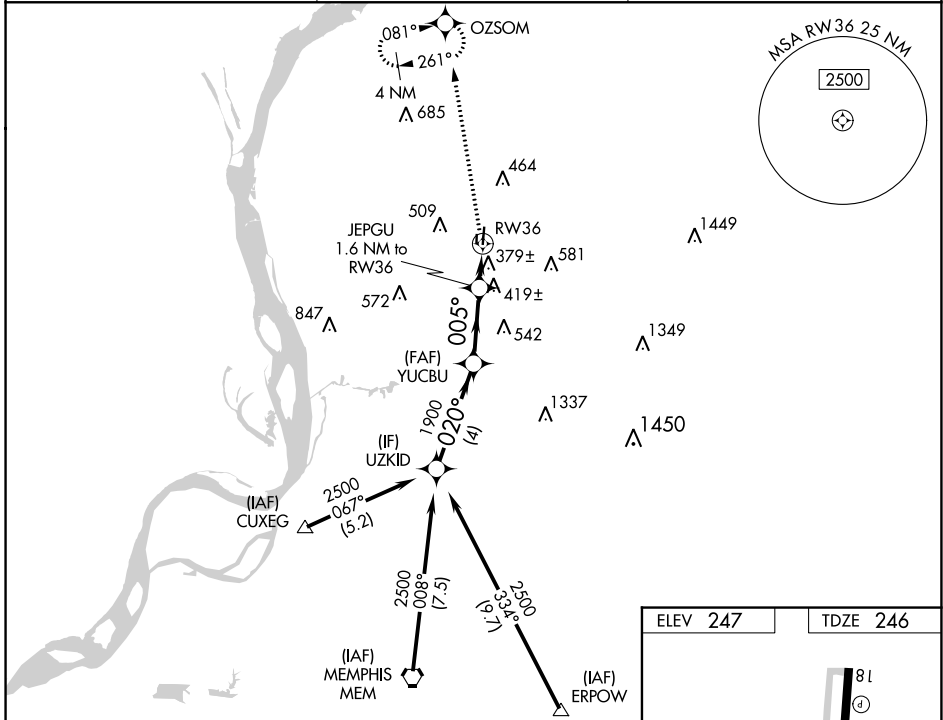 081°
OZSOM
261°
4 NM
685
MSA RW36 25 NM
2500
464
509
RW36
1449
JEPGU
1.6 NM to
RW36
379±
581
572
419±
847
542
1349
005°
(FAF)
YUCBU
1337
1900
020°
(4)
1450
(IF)
UZKID
(IAF)
CUXEG
2500
067°
(5.2)
2500
008°
(7.5)
2500
334°
(9.7)
(IAF)
MEMPHIS
MEM
(IAF)
ERPOW
ELEV 247
TDZE 246
18
P